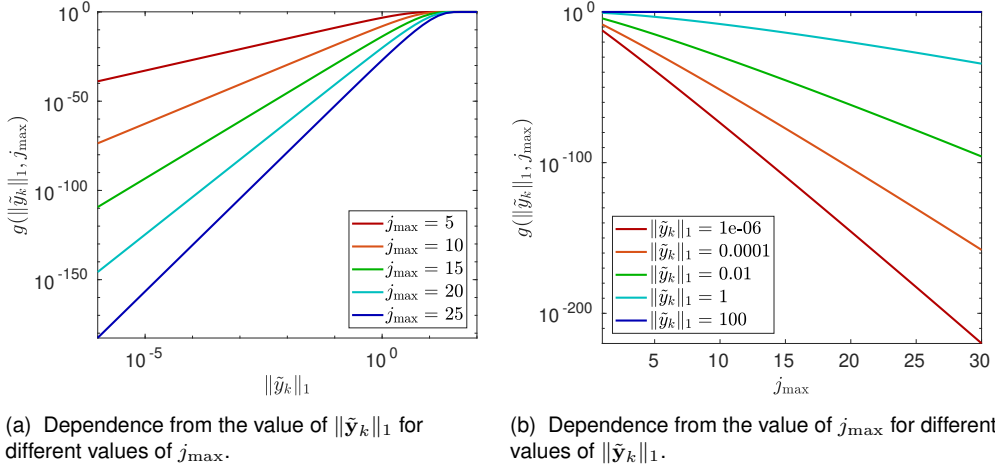 10^0
10^-50
10^-100
10^-150
g(‖ỹ_k‖_1, j_max)
j_max = 5
j_max = 10
j_max = 15
j_max = 20
j_max = 25
10^-5
10^0
‖ỹ_k‖_1
(a) Dependence from the value of ‖ỹ_k‖_1 for
different values of j_max.
10^0
10^-100
10^-200
g(‖ỹ_k‖_1, j_max)
‖ỹ_k‖_1 = 1e-06
‖ỹ_k‖_1 = 0.0001
‖ỹ_k‖_1 = 0.01
‖ỹ_k‖_1 = 1
‖ỹ_k‖_1 = 100
5 10 15 20 25 30
j_max
(b) Dependence from the value of j_max for different
values of ‖ỹ_k‖_1.